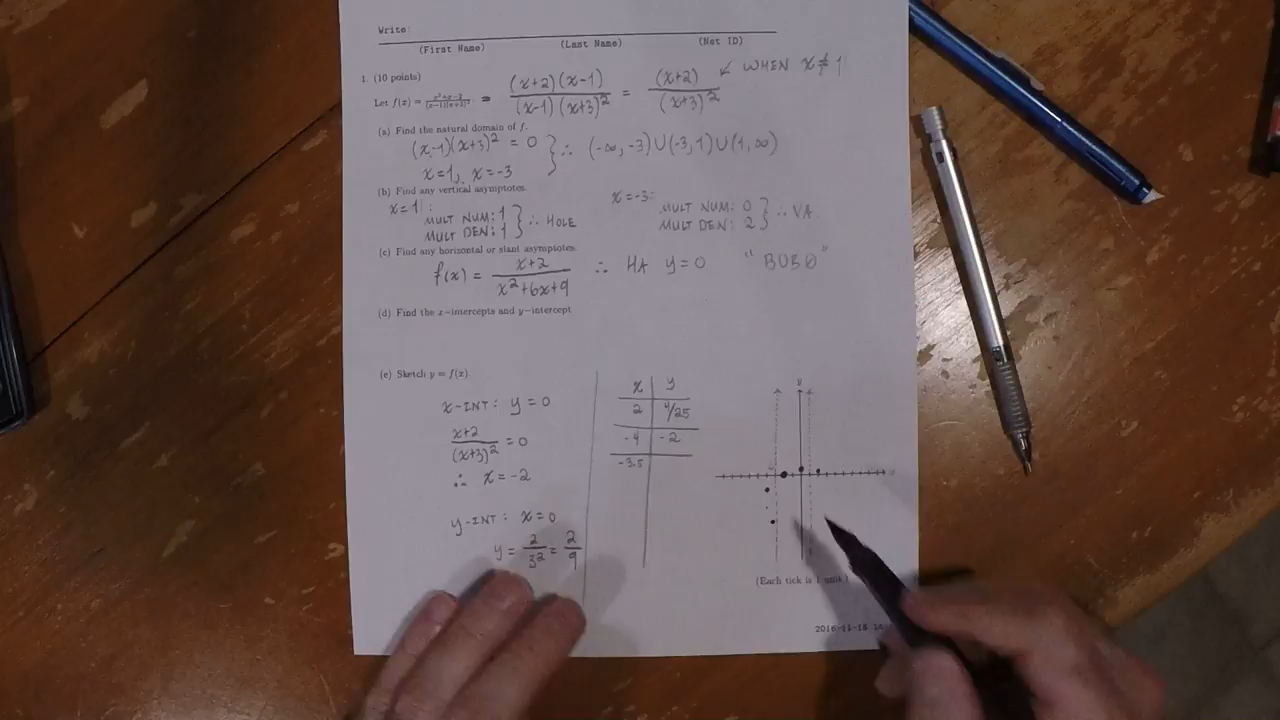 Write:
(First Name) (Last Name) (Net ID)
1. (10 points)
Let f(x) = = (x+2)(x-1)/(x-1)(x+3)² = (x+2)/(x+3)² ↙ WHEN x≠1
(a) Find the natural domain of f.
(x-1)(x+3)² = 0 } ∴ (-∞,-3)∪(-3,1)∪(1,∞)
x=1, x=-3
(b) Find any vertical asymptotes.
x=1: MULT NUM: 1 MULT DEN: 1 } ∴ HOLE
x=-3: MULT NUM: 0 MULT DEN: 2 } ∴ VA
(c) Find any horizontal or slant asymptotes
f(x) = x+2/x²+6x+9 ∴ HA y=0 "BOB0"
(d) Find the x-intercepts and y-intercept
(e) Sketch y = f(x).
x-INT: y=0
x+2/(x+3)² = 0
∴ x=-2
y-INT: x=0
y = 2/3² = 2/9
x y
2 4/25
-4 -2
-3.5
y
x
(Each tick is 1 unit)